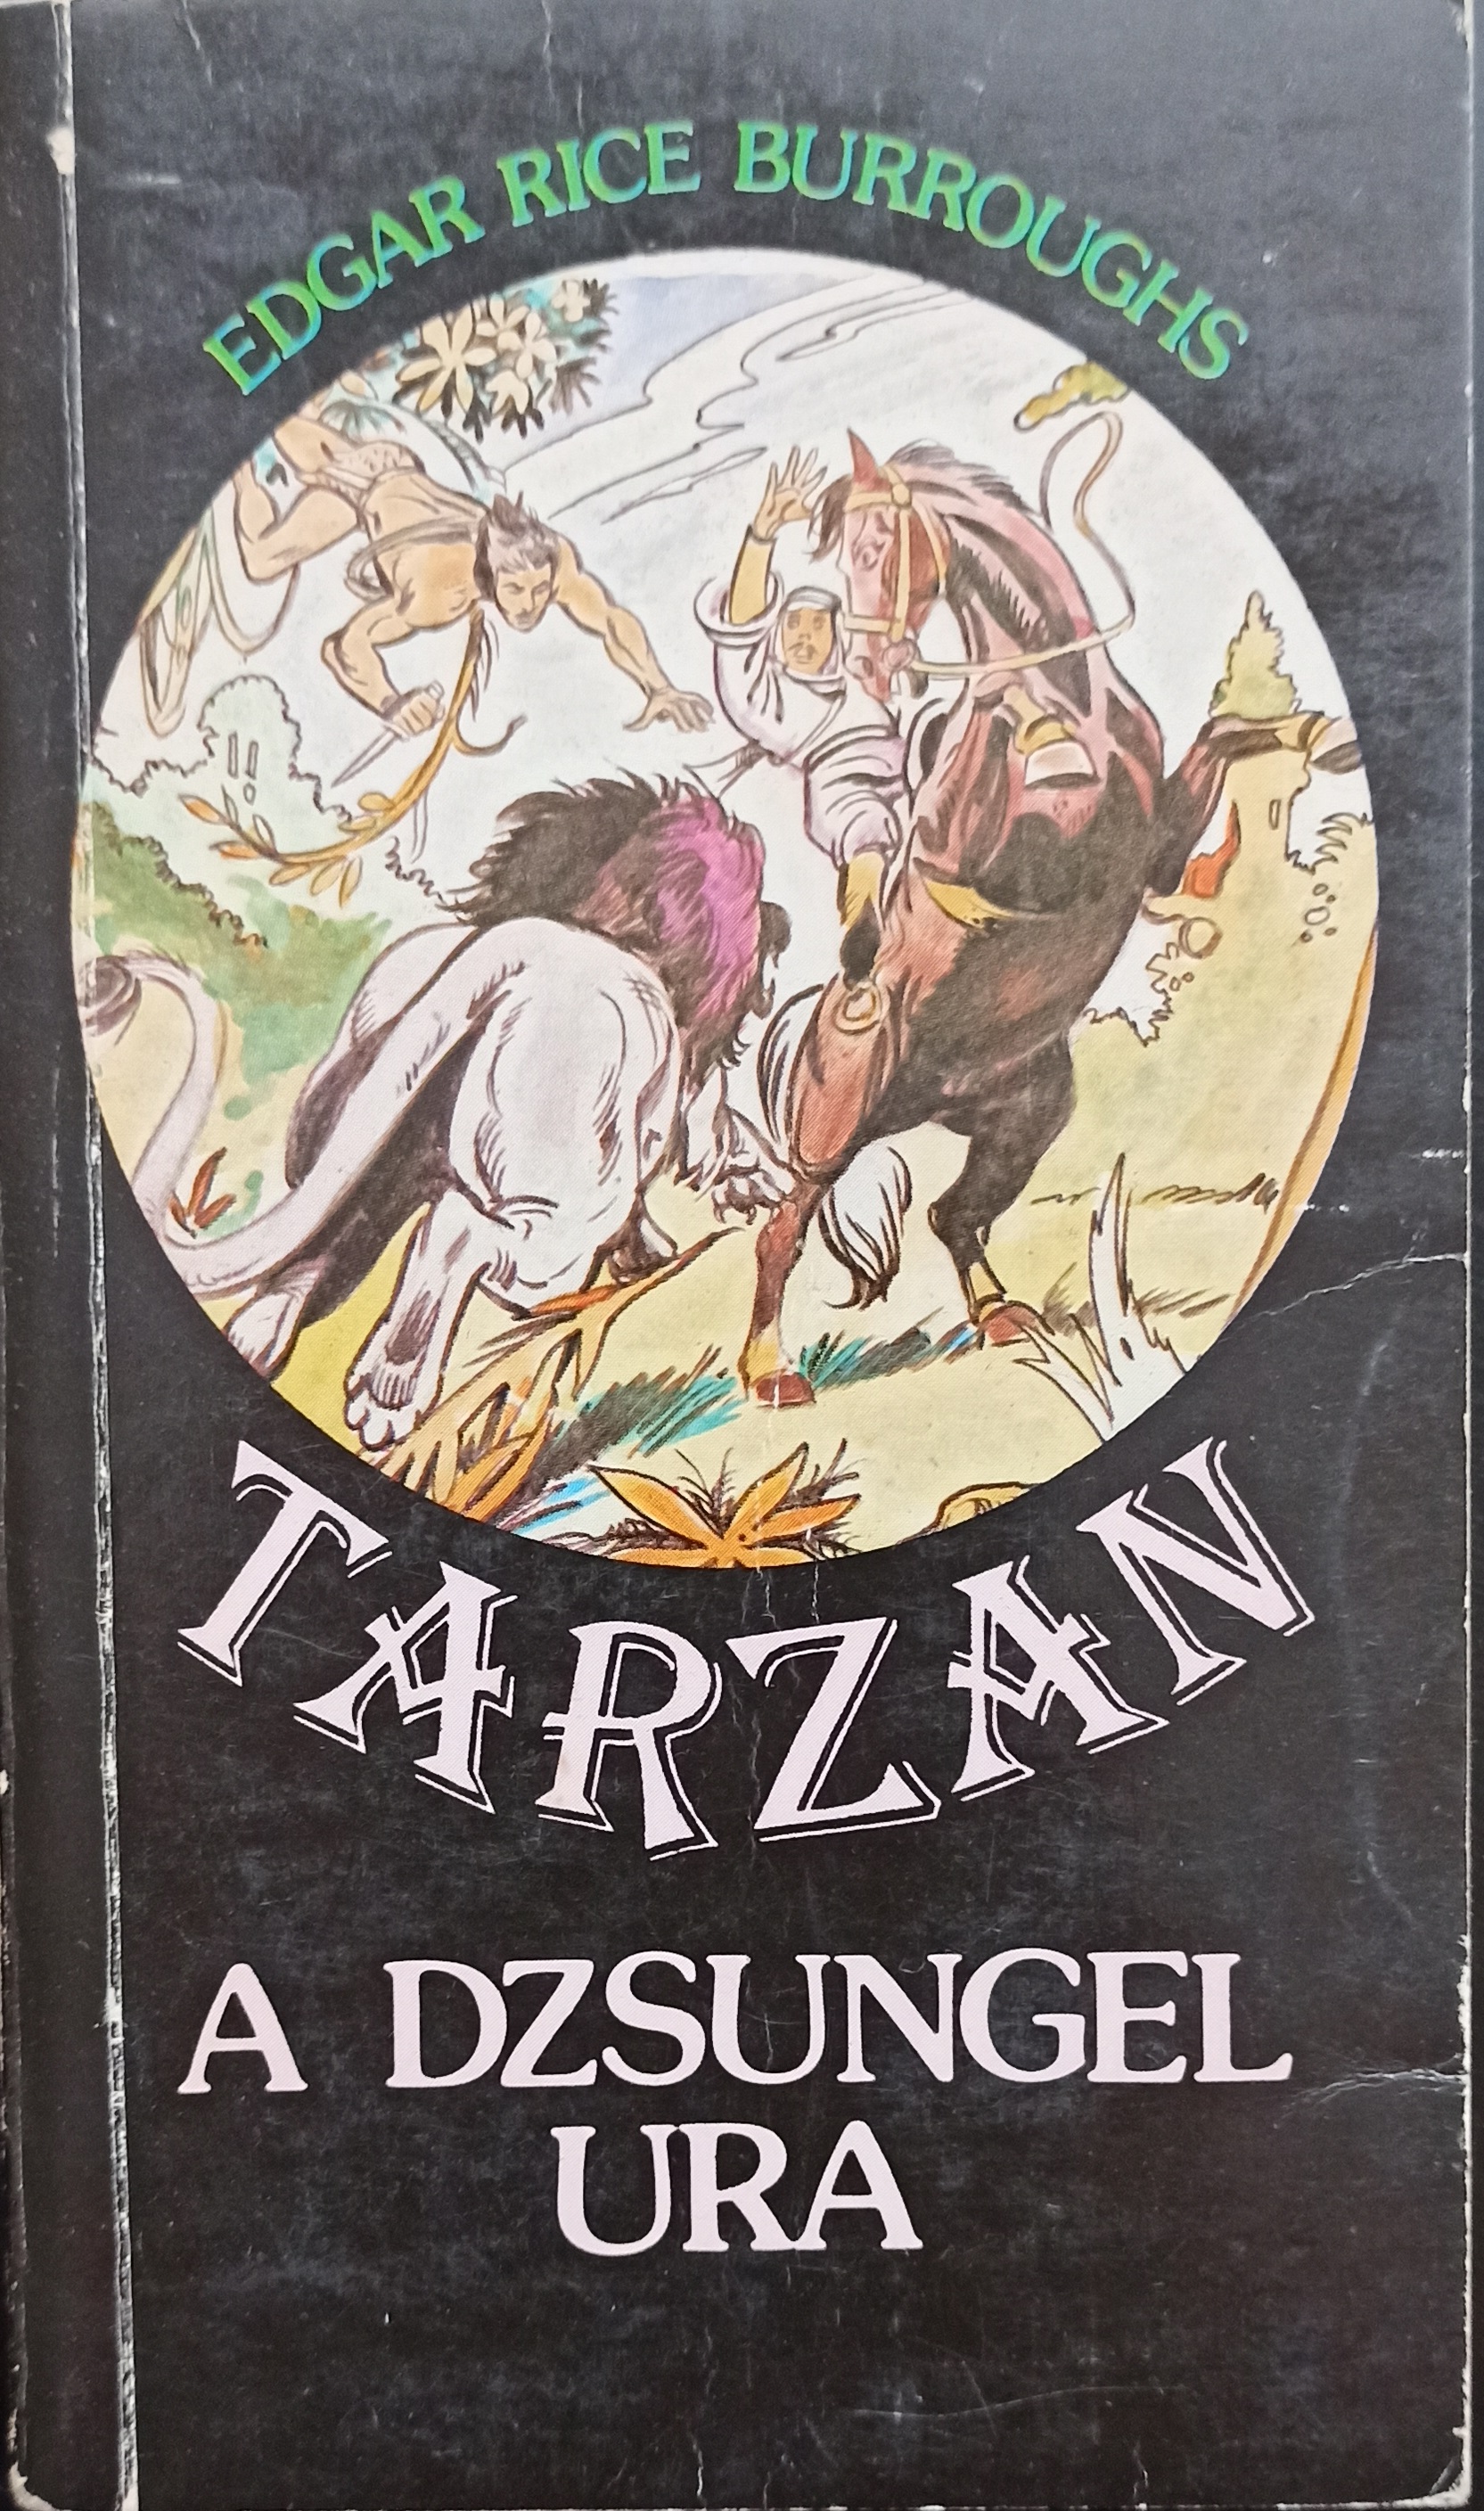 EDGAR RICE BURROUGHS
TARZAN
A DZSUNGEL
URA